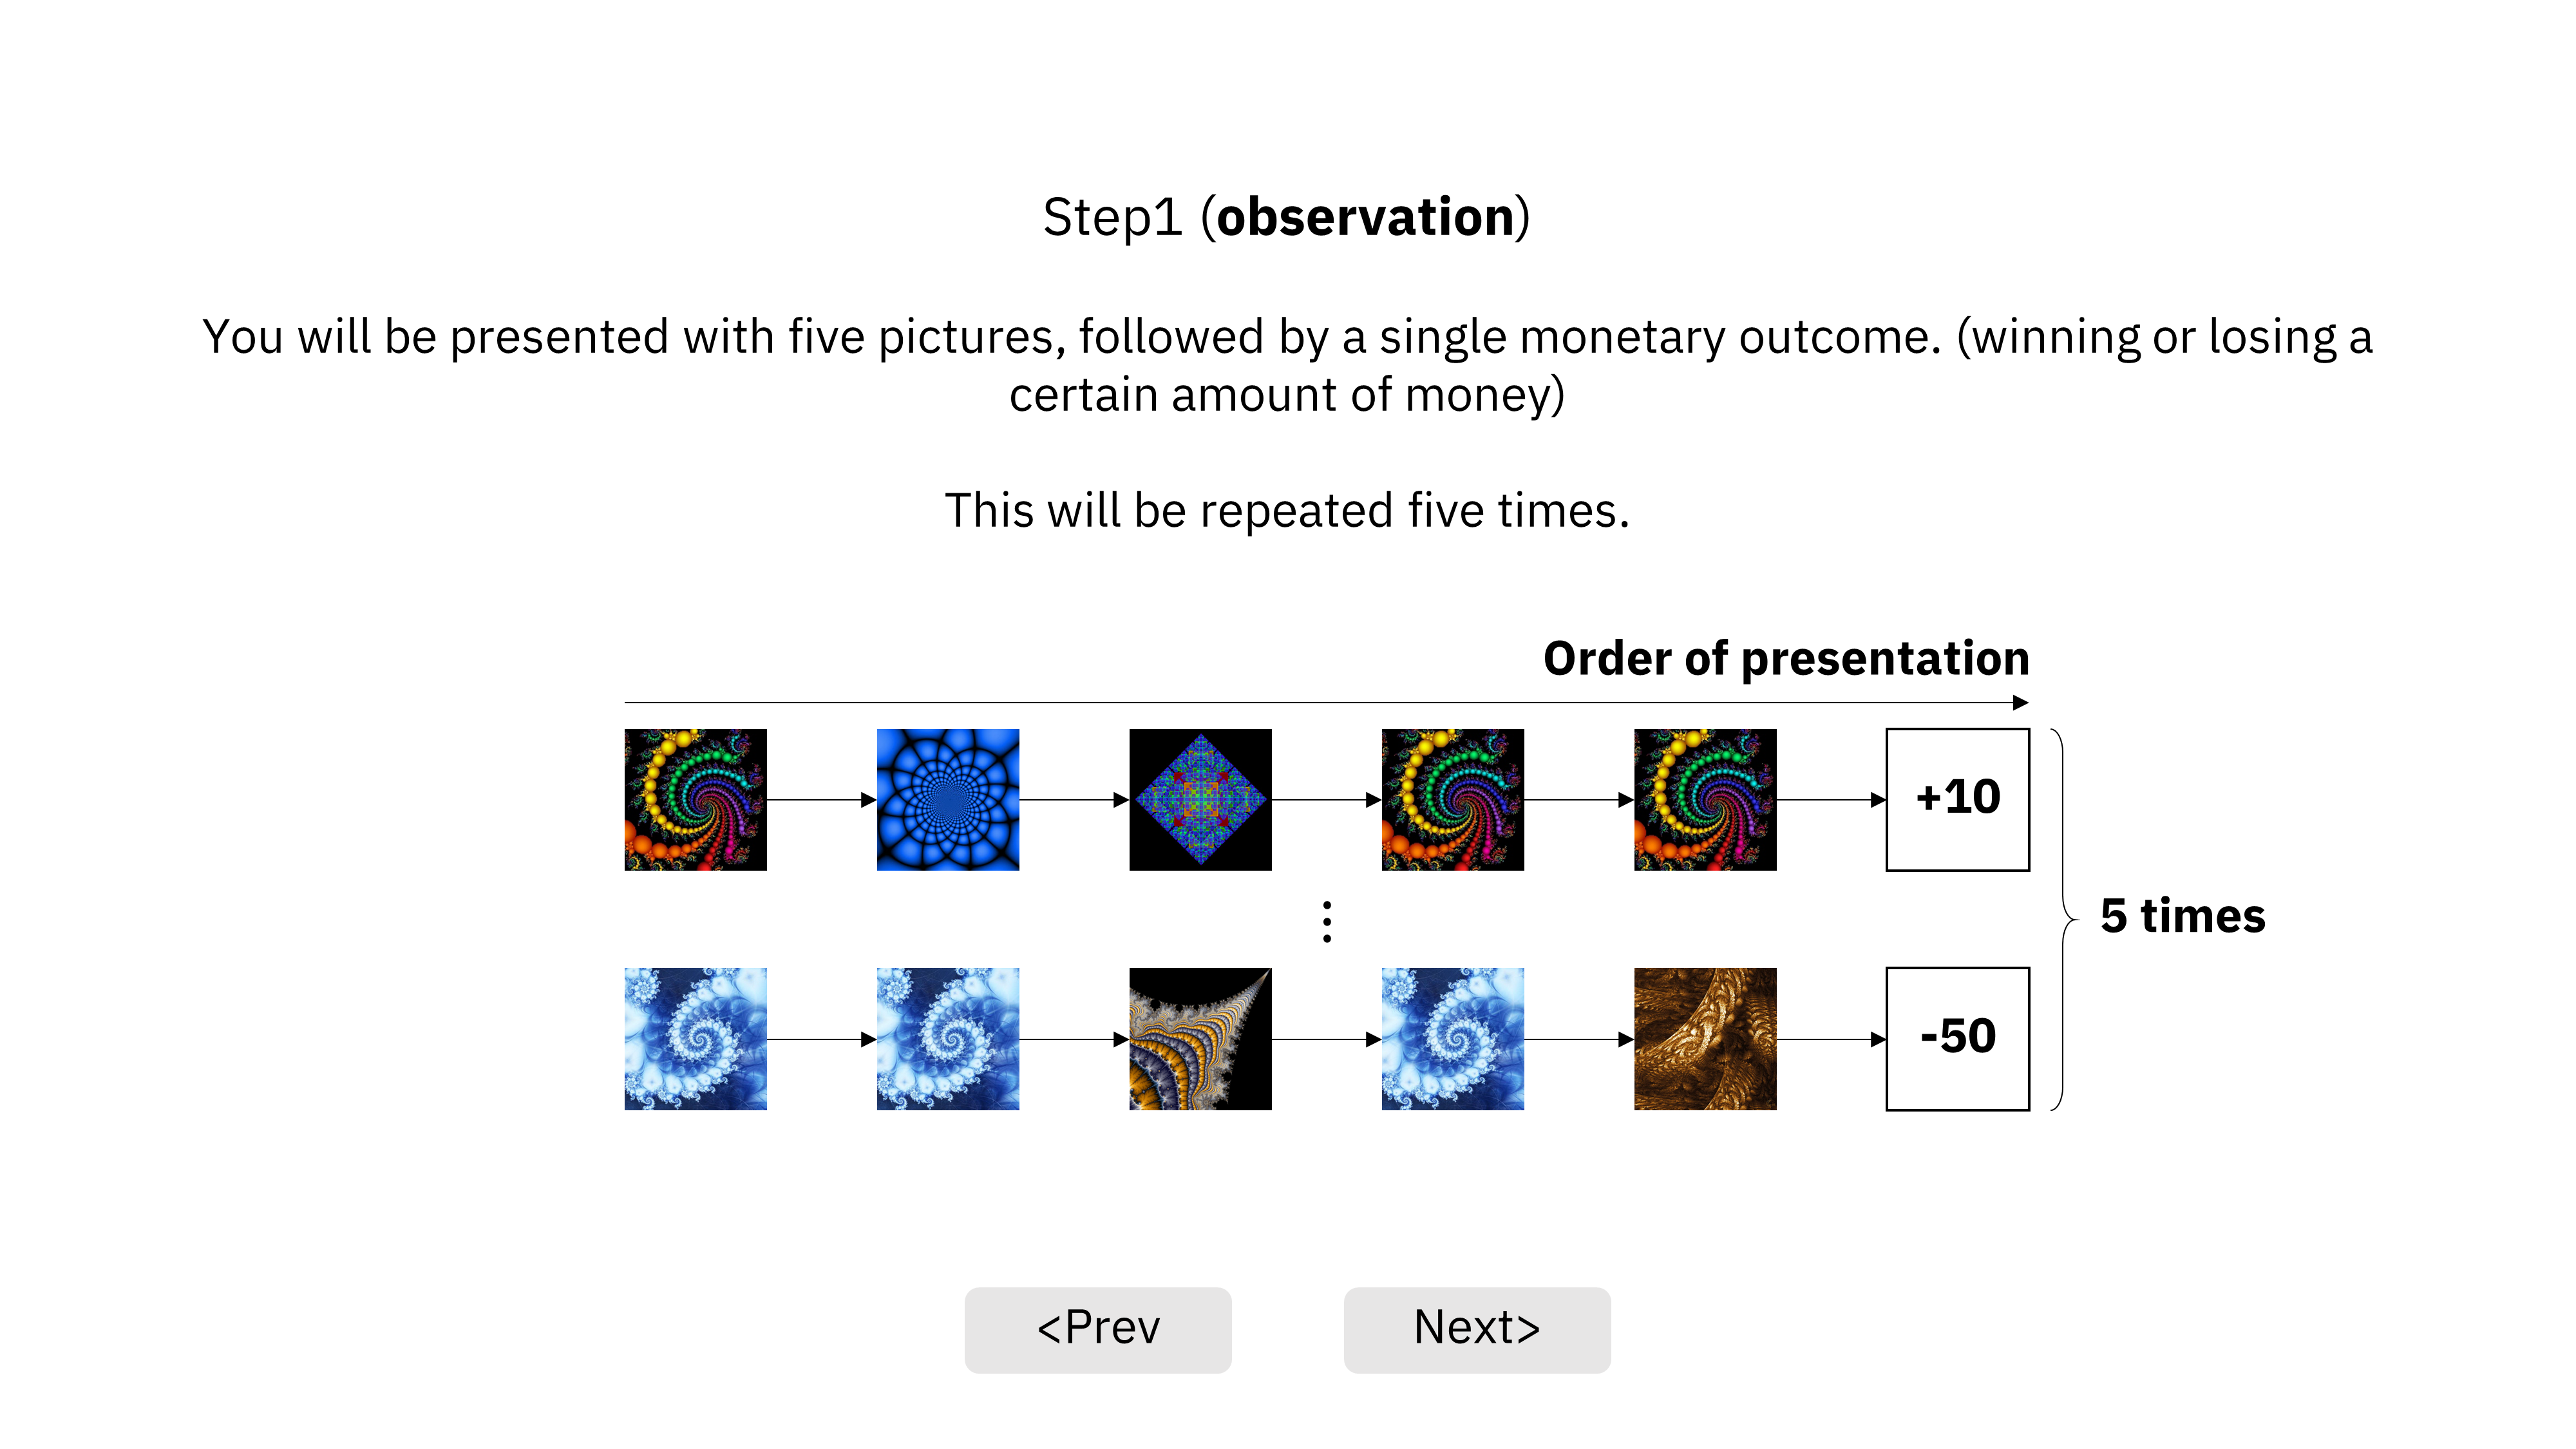 Step1 (observation)
You will be presented with five pictures, followed by a single monetary outcome. (winning or losing a
certain amount of money)
This will be repeated five times.
Order of presentation
+10
5 times
-50
<Prev
Next>